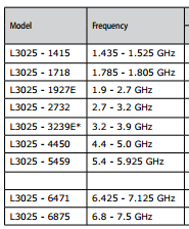 Model Frequency
L3025 - 1415 1.435 - 1.525 GHz
L3025 - 1718 1.785 - 1.805 GHz
L3025 - 1927E 1.9 - 2.7 GHz
L3025 - 2732 2.7 - 3.2 GHz
L3025 - 3239E* 3.2 - 3.9 GHz
L3025 - 4450 4.4 - 5.0 GHz
L3025 - 5459 5.4 - 5.925 GHz
L3025 - 6471 6.425 - 7.125 GHz
L3025 - 6875 6.8 - 7.5 GHz